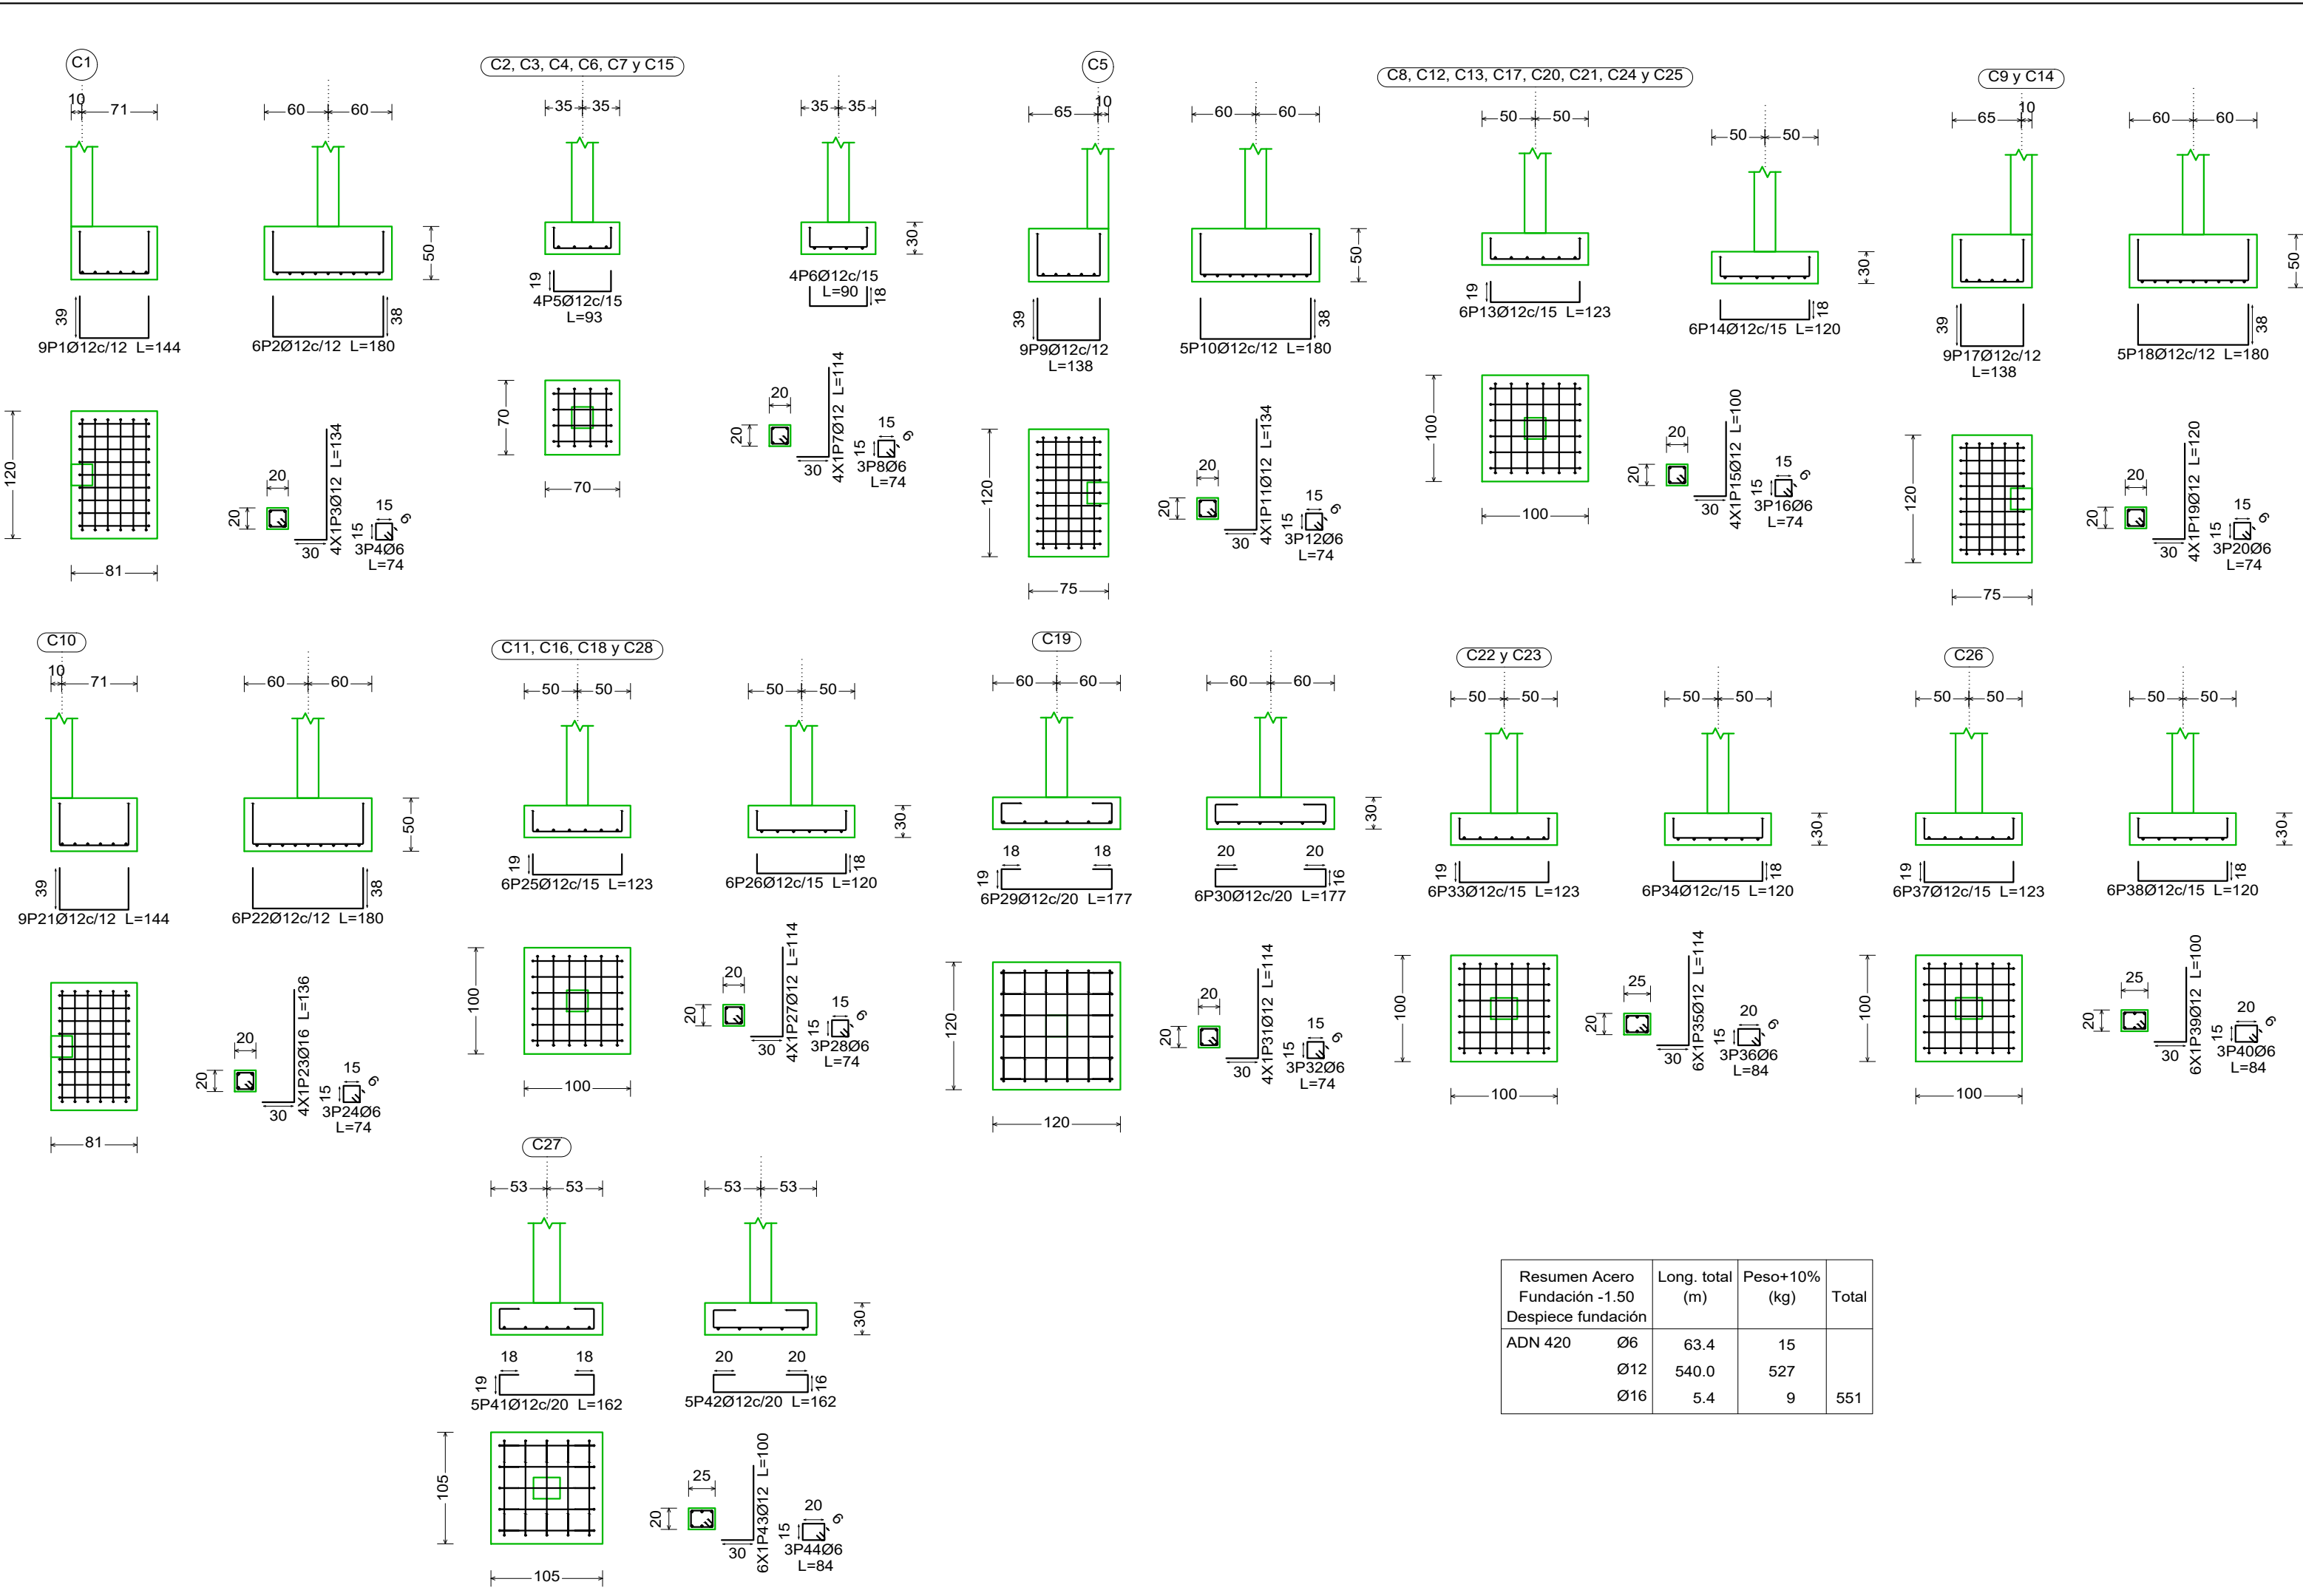 C1
10
71
60
60
50
39
9P1Ø12c/12 L=144
38
6P2Ø12c/12 L=180
120
81
20
20
30
4X1P3Ø12 L=134
15
15
6
3P4Ø6
L=74
C2, C3, C4, C6, C7 y C15
35
35
35
35
30
19
4P5Ø12c/15
L=93
4P6Ø12c/15
L=90
18
70
70
20
20
30
4X1P7Ø12 L=114
15
15
6
3P8Ø6
L=74
C5
65
10
60
60
50
39
9P9Ø12c/12
L=138
38
5P10Ø12c/12 L=180
120
75
20
20
30
4X1P11Ø12 L=134
15
15
6
3P12Ø6
L=74
C8, C12, C13, C17, C20, C21, C24 y C25
50
50
50
50
30
19
6P13Ø12c/15 L=123
18
6P14Ø12c/15 L=120
100
100
20
20
30
4X1P15Ø12 L=100
15
15
6
3P16Ø6
L=74
C9 y C14
65
10
60
60
50
39
9P17Ø12c/12
L=138
38
5P18Ø12c/12 L=180
120
75
20
20
30
4X1P19Ø12 L=120
15
15
6
3P20Ø6
L=74
C10
10
71
60
60
50
39
9P21Ø12c/12 L=144
38
6P22Ø12c/12 L=180
81
20
20
30
4X1P23Ø16 L=136
15
15
6
3P24Ø6
L=74
C11, C16, C18 y C28
50
50
50
50
30
19
6P25Ø12c/15 L=123
18
6P26Ø12c/15 L=120
100
100
20
20
30
4X1P27Ø12 L=114
15
15
6
3P28Ø6
L=74
C19
60
60
60
60
30
18
18
19
6P29Ø12c/20 L=177
20
20
16
6P30Ø12c/20 L=177
120
120
20
20
30
4X1P31Ø12 L=114
15
15
6
3P32Ø6
L=74
C22 y C23
50
50
50
50
30
19
6P33Ø12c/15 L=123
18
6P34Ø12c/15 L=120
100
100
25
20
30
6X1P35Ø12 L=114
20
15
6
3P36Ø6
L=84
C26
50
50
50
50
30
19
6P37Ø12c/15 L=123
18
6P38Ø12c/15 L=120
100
100
25
20
30
6X1P39Ø12 L=100
20
15
6
3P40Ø6
L=84
C27
53
53
53
53
30
18
18
19
5P41Ø12c/20 L=162
20
20
16
5P42Ø12c/20 L=162
105
105
25
20
30
6X1P43Ø12 L=100
20
15
6
3P44Ø6
L=84
Resumen Acero Long. total Peso+10%
Fundación -1.50 (m) (kg) Total
Despiece fundación
ADN 420 Ø6 63.4 15
Ø12 540.0 527
Ø16 5.4 9 551